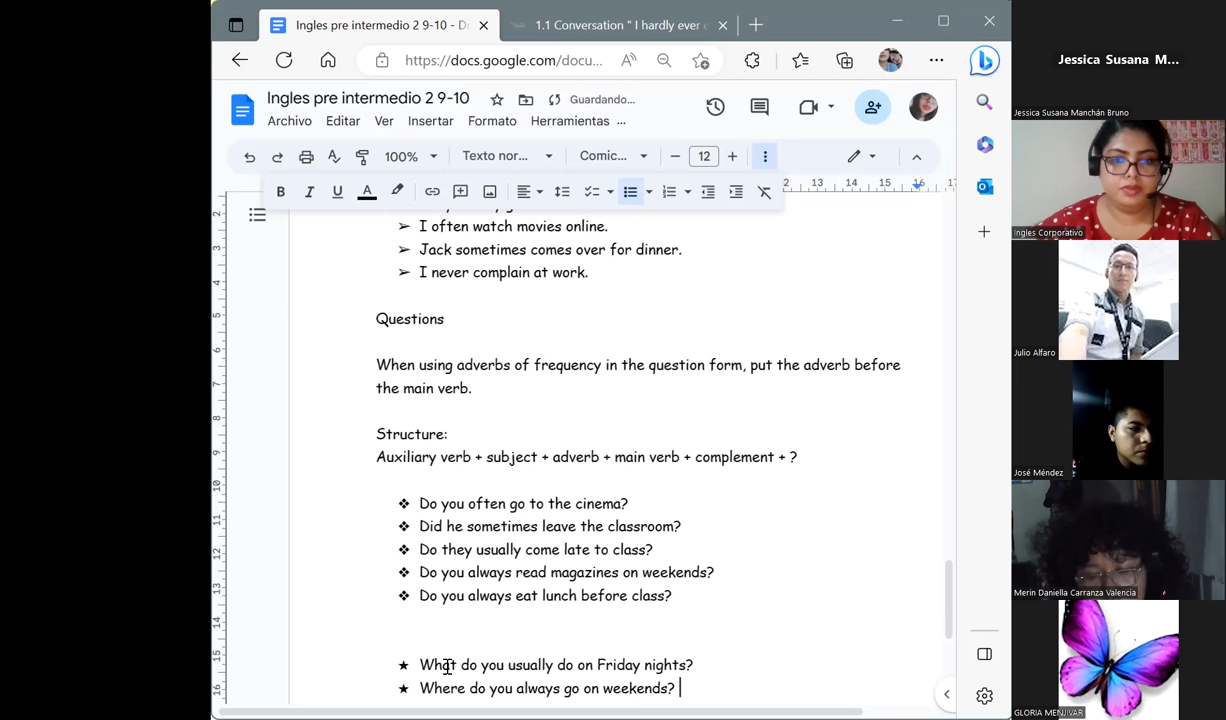 Ingles pre intermedio 2 9-10 - Do
1.1 Conversation " I hardly ever e
https://docs.google.com/docu...
Ingles pre intermedio 2 9-10
Guardando...
Archivo Editar Ver Insertar Formato Herramientas ...
100% Texto nor... Comic... 12
I often watch movies online.
Jack sometimes comes over for dinner.
I never complain at work.
Questions
When using adverbs of frequency in the question form, put the adverb before
the main verb.
Structure:
Auxiliary verb + subject + adverb + main verb + complement + ?
Do you often go to the cinema?
Did he sometimes leave the classroom?
Do they usually come late to class?
Do you always read magazines on weekends?
Do you always eat lunch before class?
What do you usually do on Friday nights?
Where do you always go on weekends?
Jessica Susana M...
Jessica Susana Manchán Bruno
Ingles Corporativo
Julio Alfaro
José Méndez
Merin Daniella Carranza Valencia
GLORIA MENJIVAR